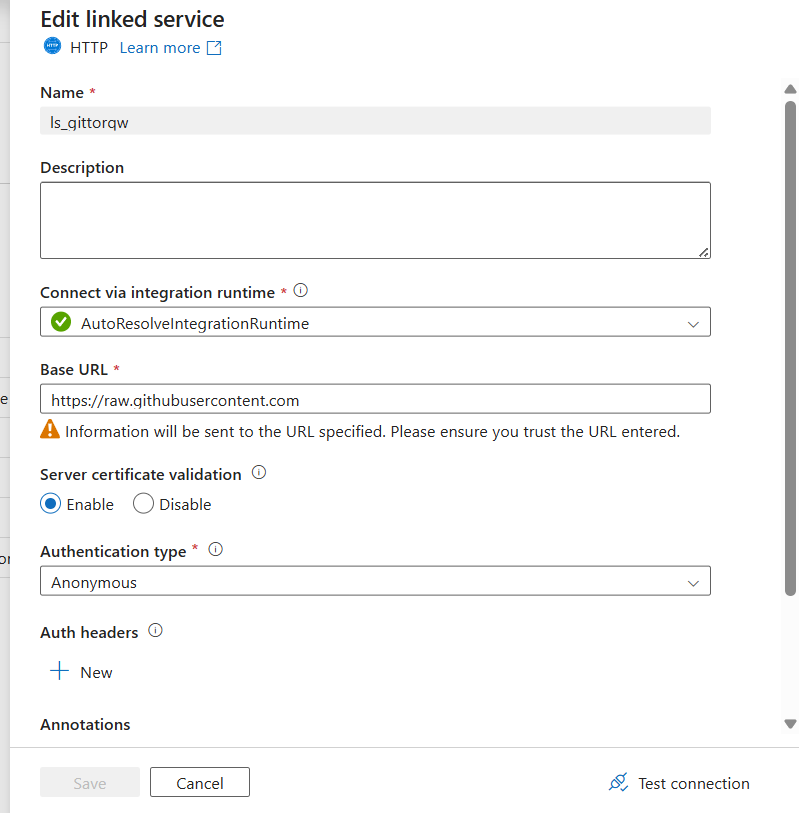 Edit linked service
HTTP Learn more
Name *
ls_gittorqw
Description
Connect via integration runtime *
AutoResolveIntegrationRuntime
Base URL *
https://raw.githubusercontent.com
Information will be sent to the URL specified. Please ensure you trust the URL entered.
Server certificate validation
Enable Disable
Authentication type *
Anonymous
Auth headers
New
Annotations
Save Cancel Test connection